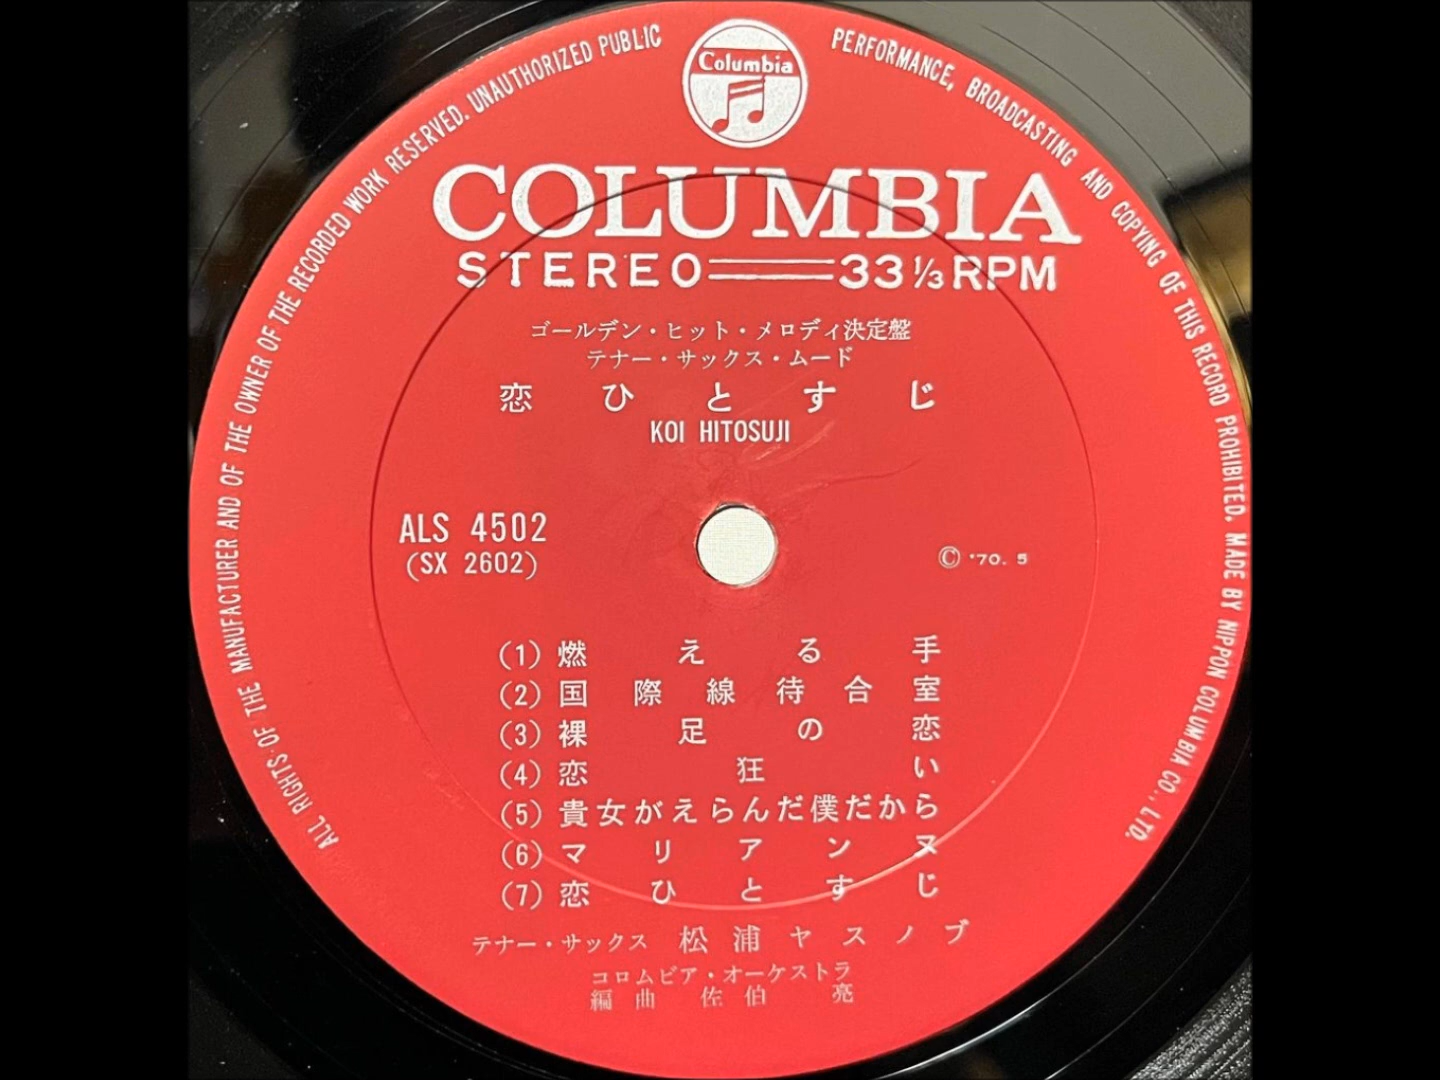 ALL RIGHTS OF THE MANUFACTURER AND OF THE OWNER OF THE RECORDED WORK RESERVED. UNAUTHORIZED PUBLIC PERFORMANCE, BROADCASTING AND COPYING OF THIS RECORD PROHIBITED. MADE BY NIPPON COLUMBIA CO., LTD.
Columbia
COLUMBIA
STEREO 33 1/3 RPM
ゴールデン・ヒット・メロディ決定盤
テナー・サックス・ムード
恋ひとすじ
KOI HITOSUJI
ALS 4502
(SX 2602)
© '70. 5
(1) 燃える手
(2) 国際線待合室
(3) 裸足の恋
(4) 恋狂い
(5) 貴女がえらんだ僕だから
(6) マリアンヌ
(7) 恋ひとすじ
テナー・サックス 松浦ヤスノブ
コロムビア・オーケストラ
編曲 佐伯 亮